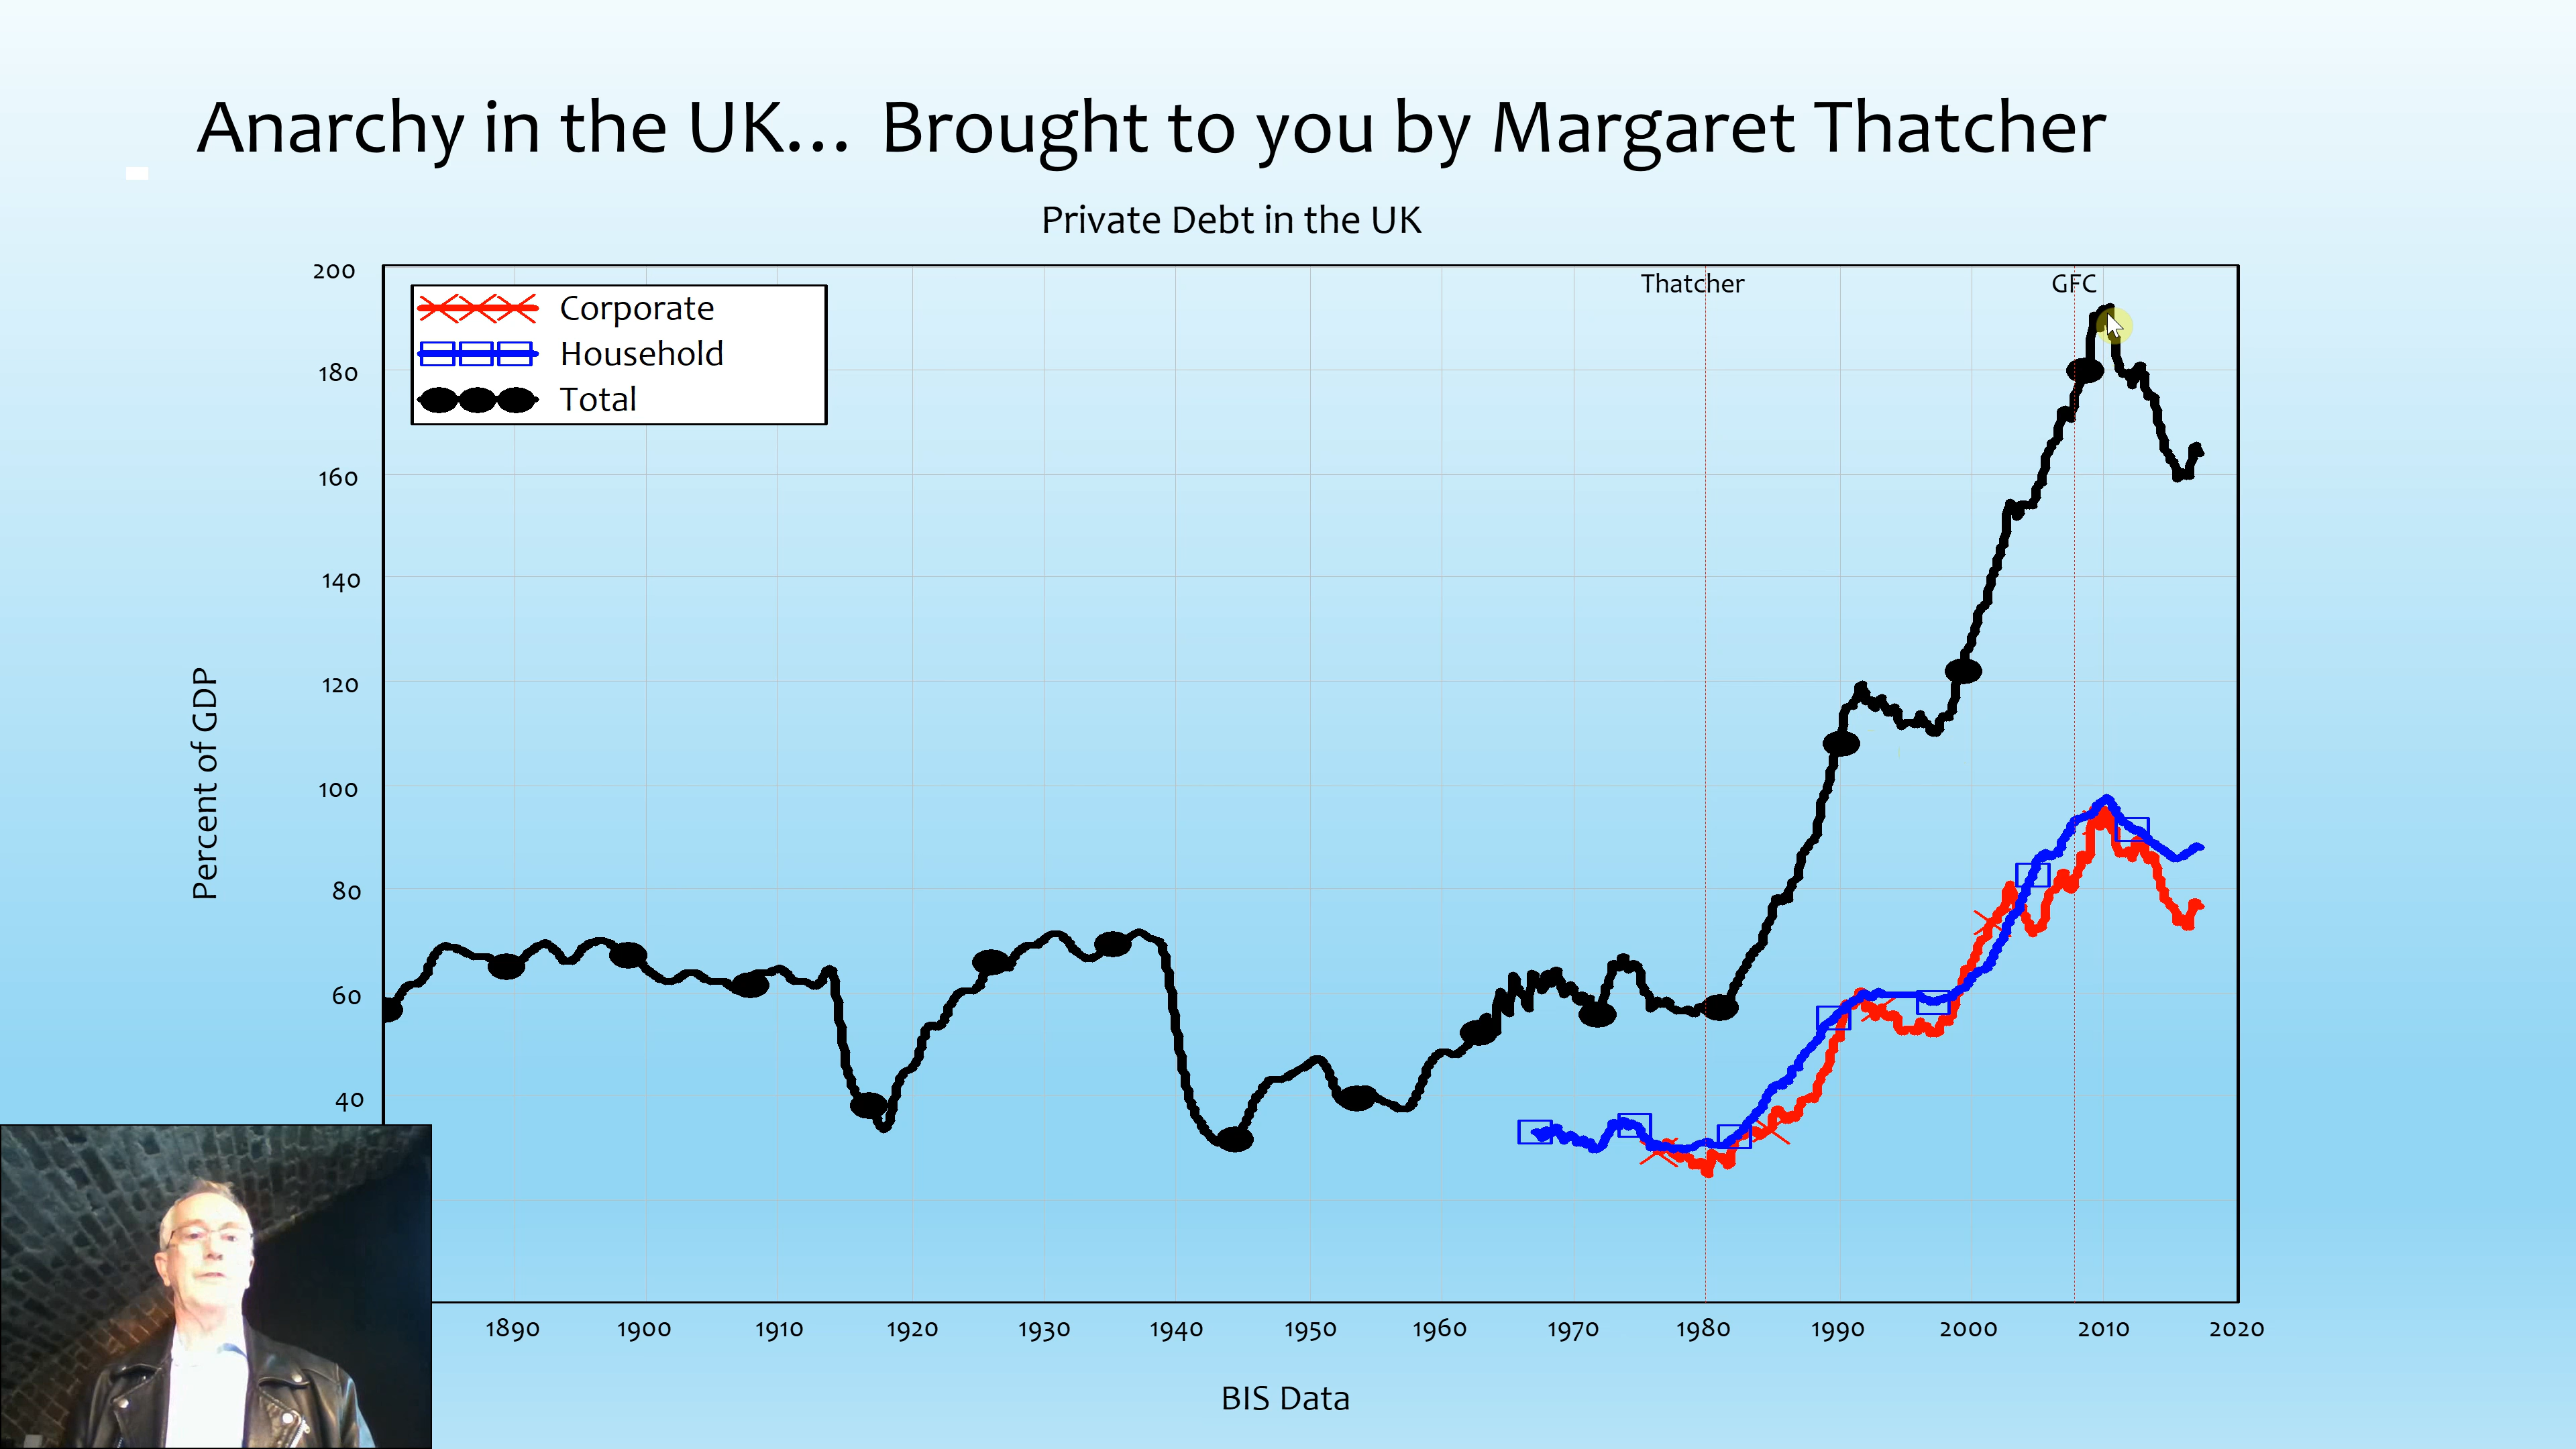 Anarchy in the UK... Brought to you by Margaret Thatcher
Private Debt in the UK
Thatcher
GFC
Corporate
Household
Total
Percent of GDP
200
180
160
140
120
100
80
60
40
1890 1900 1910 1920 1930 1940 1950 1960 1970 1980 1990 2000 2010 2020
BIS Data